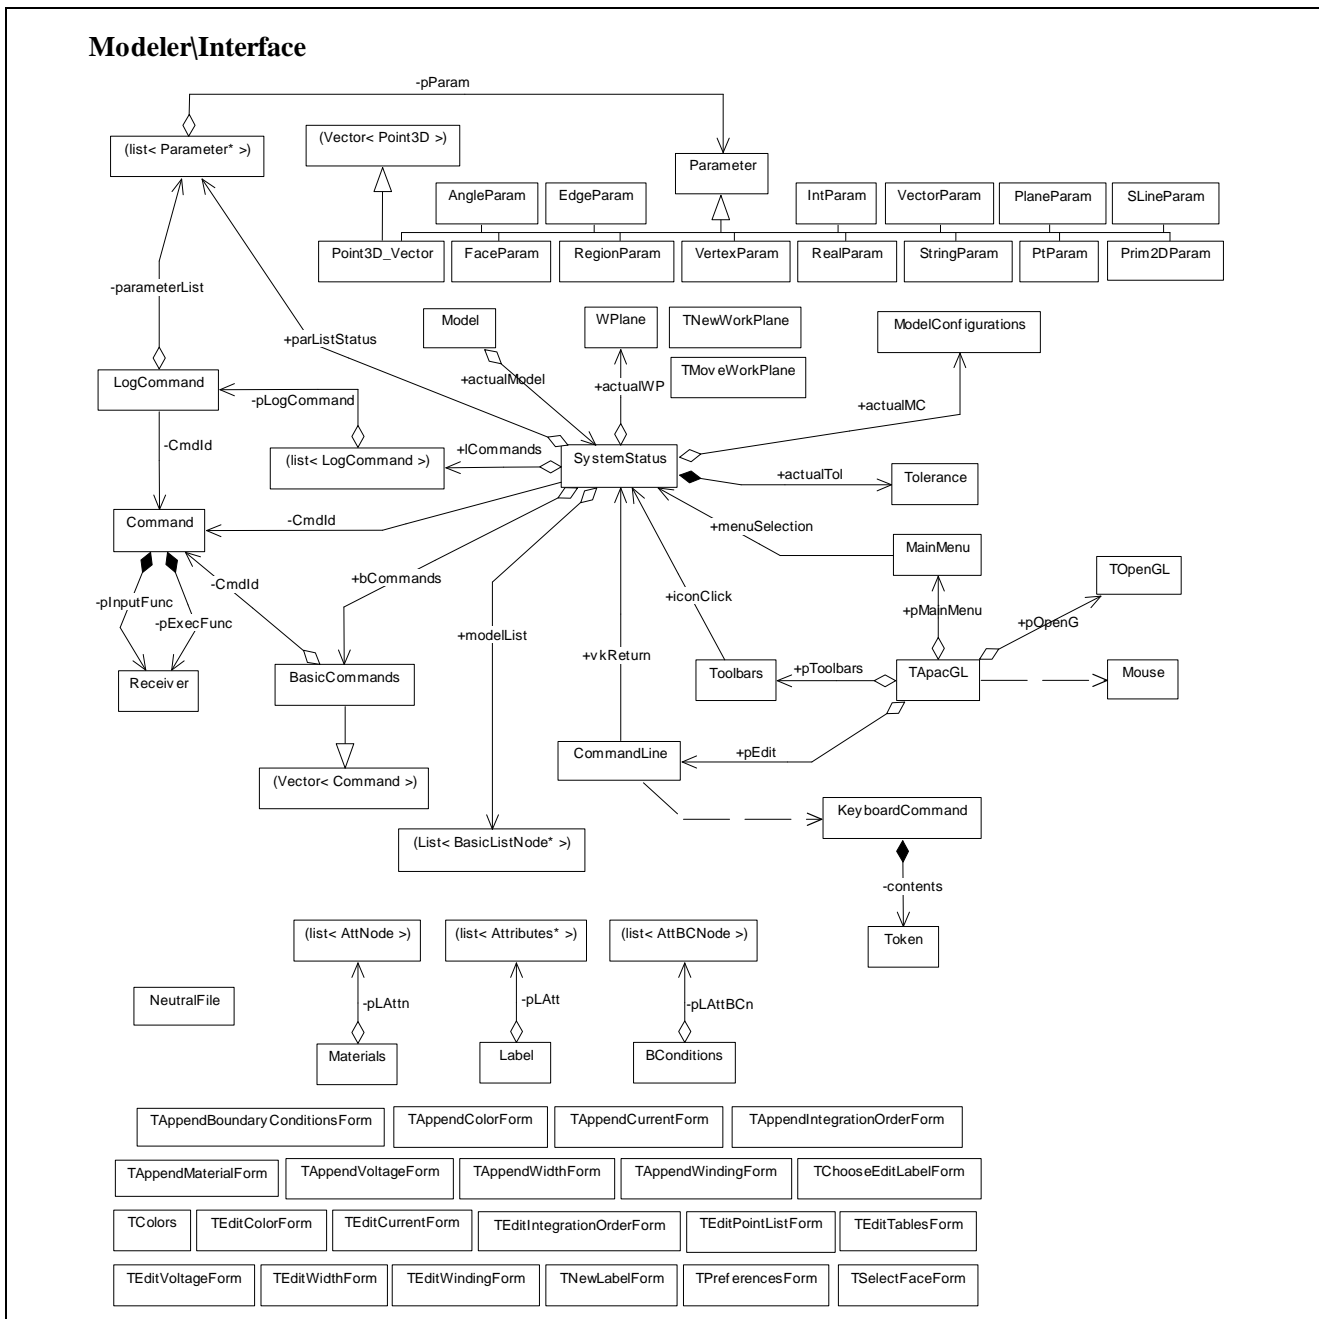 Modeler\Interface
-pParam
(list< Parameter* >)
(Vector< Point3D >)
Parameter
AngleParam
EdgeParam
IntParam
VectorParam
PlaneParam
SLineParam
Point3D_Vector
FaceParam
RegionParam
VertexParam
RealParam
StringParam
PtParam
Prim2DParam
-parameterList
+parListStatus
Model
WPlane
TNewWorkPlane
ModelConfigurations
TMoveWorkPlane
+actualModel
+actualWP
+actualMC
LogCommand
-pLogCommand
-CmdId
+lCommands
(list< LogCommand >)
SystemStatus
+actualTol
Tolerance
Command
-CmdId
+menuSelection
MainMenu
TOpenGL
-CmdId
+bCommands
-pInputFunc
-pExecFunc
+iconClick
+pMainMenu
+pOpenG
+modelList
+vkReturn
Receiver
BasicCommands
Toolbars
+pToolbars
TApacGL
Mouse
CommandLine
+pEdit
(Vector< Command >)
KeyboardCommand
(List< BasicListNode* >)
-contents
Token
(list< AttNode >)
(list< Attributes* >)
(list< AttBCNode >)
NeutralFile
-pLAttn
-pLAtt
-pLAttBCn
Materials
Label
BConditions
TAppendBoundaryConditionsForm
TAppendColorForm
TAppendCurrentForm
TAppendIntegrationOrderForm
TAppendMaterialForm
TAppendVoltageForm
TAppendWidthForm
TAppendWindingForm
TChooseEditLabelForm
TColors
TEditColorForm
TEditCurrentForm
TEditIntegrationOrderForm
TEditPointListForm
TEditTablesForm
TEditVoltageForm
TEditWidthForm
TEditWindingForm
TNewLabelForm
TPreferencesForm
TSelectFaceForm